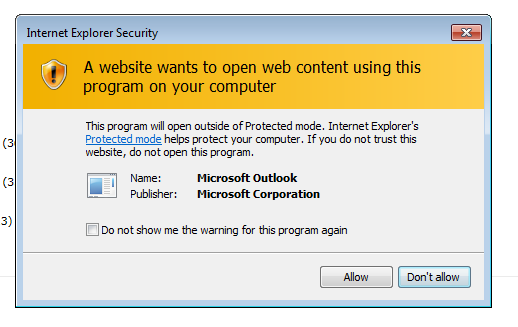 Internet Explorer Security
A website wants to open web content using this
program on your computer
This program will open outside of Protected mode. Internet Explorer's
Protected mode helps protect your computer. If you do not trust this
website, do not open this program.
Name: Microsoft Outlook
Publisher: Microsoft Corporation
Do not show me the warning for this program again
Allow Don't allow
(3
3)